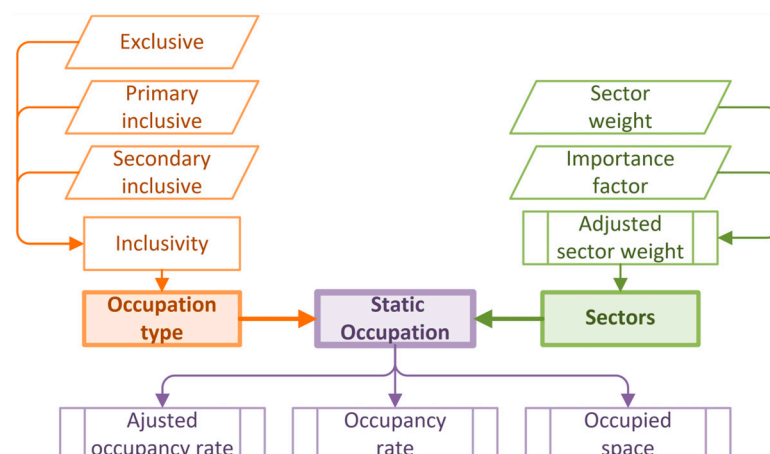 Exclusive
Primary
inclusive
Secondary
inclusive
Inclusivity
Occupation
type
Static
Occupation
Sector
weight
Importance
factor
Adjusted
sector weight
Sectors
Ajusted
occupancy rate
Occupancy
rate
Occupied
space